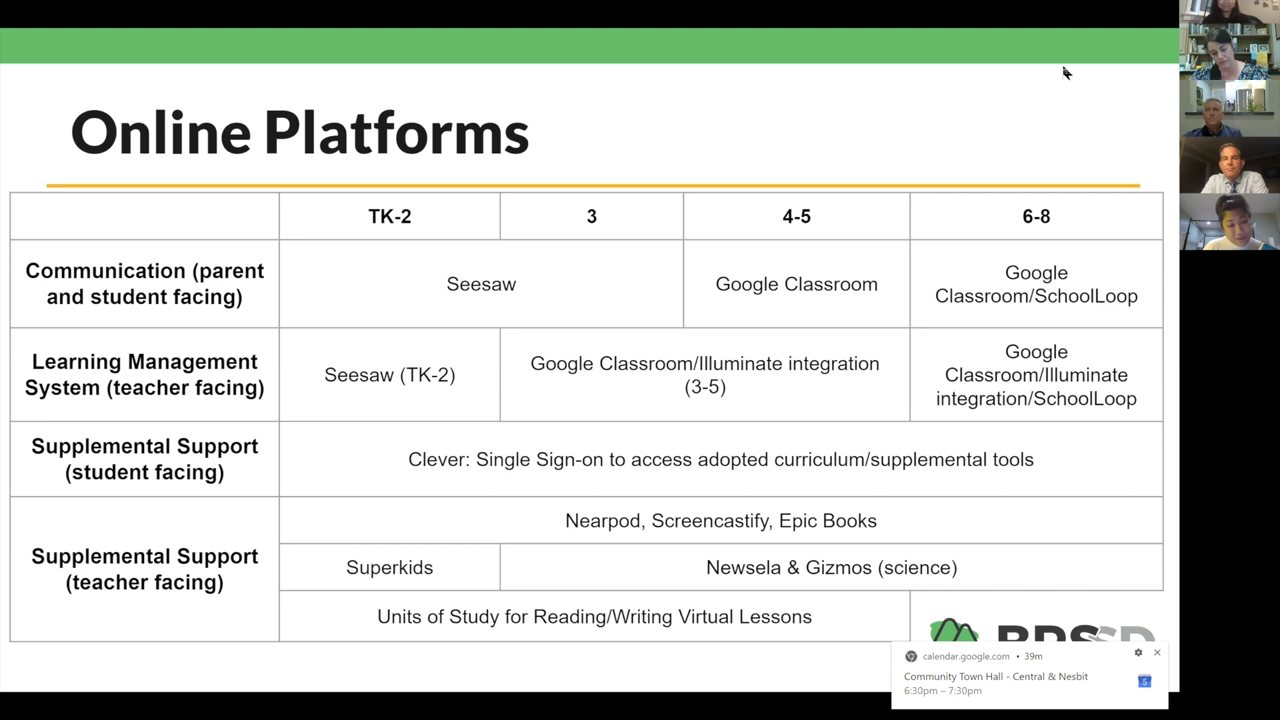 Online Platforms
TK-2
3
4-5
6-8
Communication (parent
and student facing)
Seesaw
Google Classroom
Google
Classroom/SchoolLoop
Learning Management
System (teacher facing)
Seesaw (TK-2)
Google Classroom/Illuminate integration
(3-5)
Google
Classroom/Illuminate
integration/SchoolLoop
Supplemental Support
(student facing)
Clever: Single Sign-on to access adopted curriculum/supplemental tools
Supplemental Support
(teacher facing)
Nearpod, Screencastify, Epic Books
Superkids
Newsela & Gizmos (science)
Units of Study for Reading/Writing Virtual Lessons
calendar.google.com • 39m
Community Town Hall - Central & Nesbit
6:30pm – 7:30pm
5